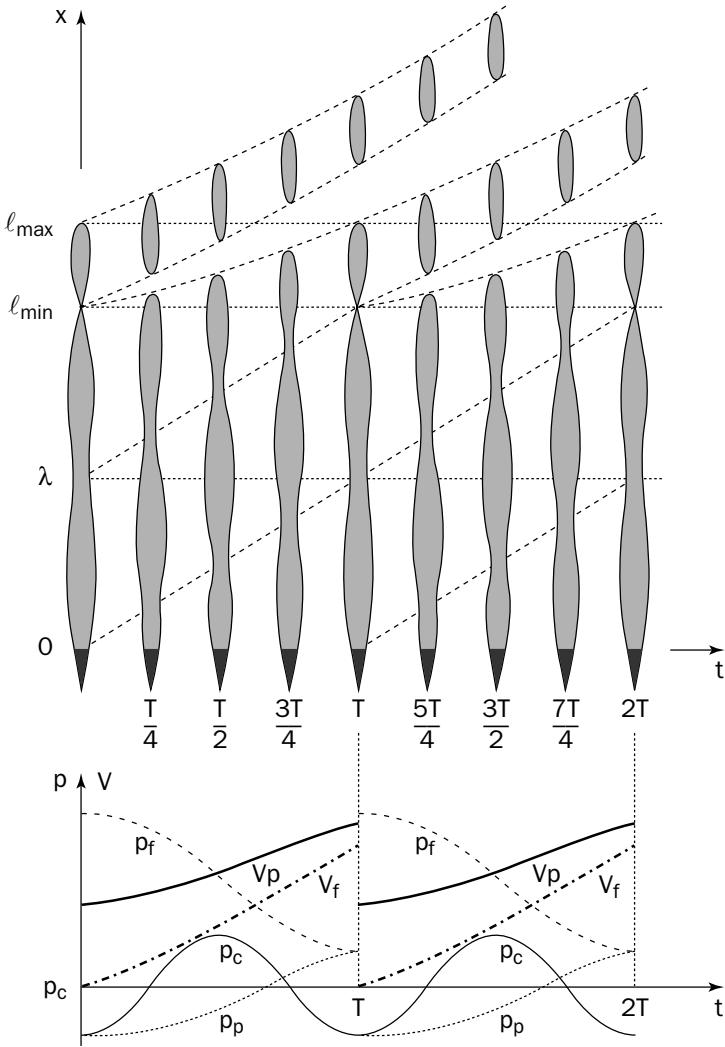 x
ℓmax
ℓmin
λ
0
t
T/4 T/2 3T/4 T 5T/4 3T/2 7T/4 2T
p V
pf pf
Vp Vf Vp Vf
pc pc
pc T 2T t
pp pp